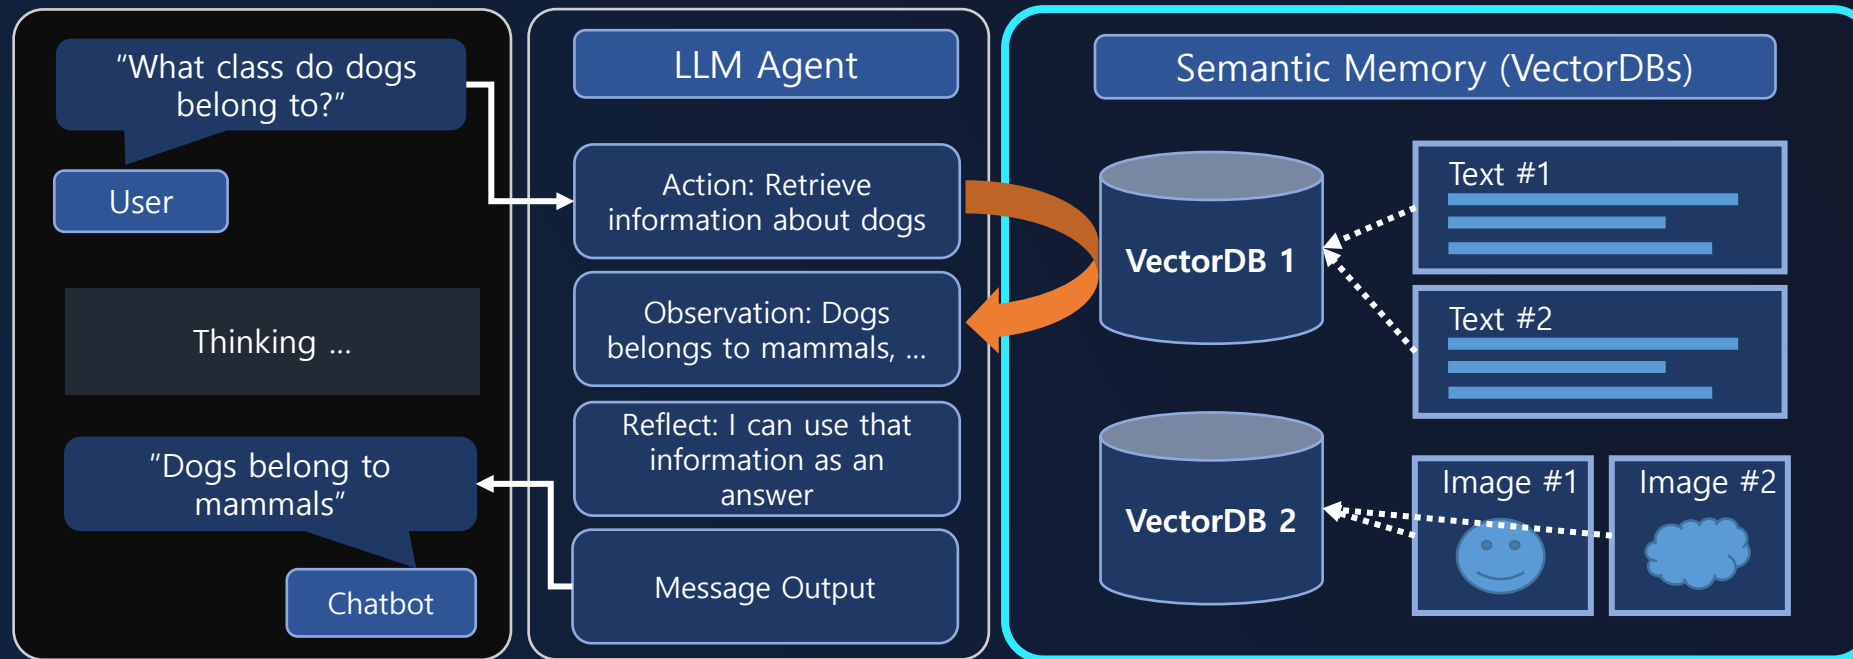 "What class do dogs
belong to?"
User
Thinking ...
"Dogs belong to
mammals"
Chatbot
LLM Agent
Action: Retrieve
information about dogs
Observation: Dogs
belongs to mammals, ...
Reflect: I can use that
information as an
answer
Message Output
Semantic Memory (VectorDBs)
VectorDB 1
Text #1
Text #2
VectorDB 2
Image #1
Image #2